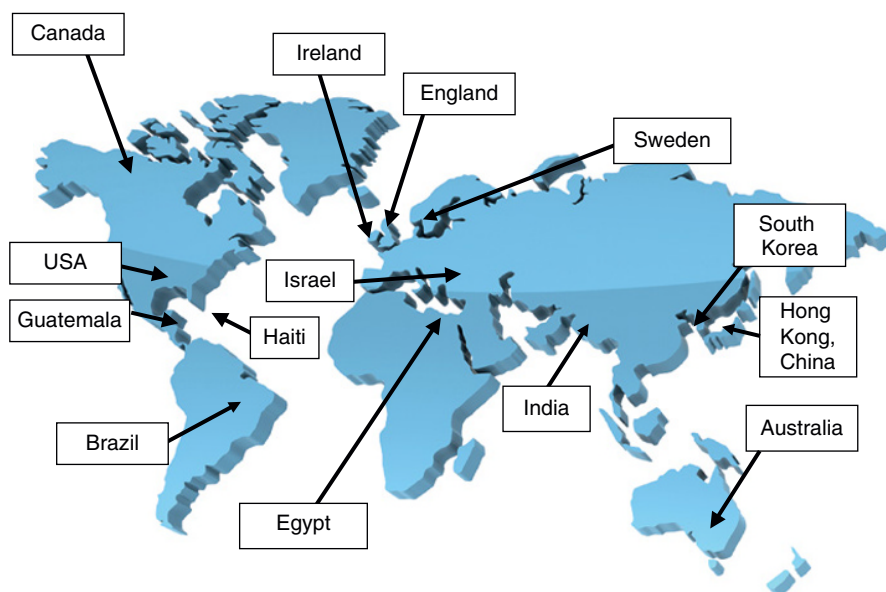 Canada
Ireland
England
Sweden
South
Korea
USA
Israel
Guatemala
Haiti
Hong
Kong,
China
India
Brazil
Australia
Egypt